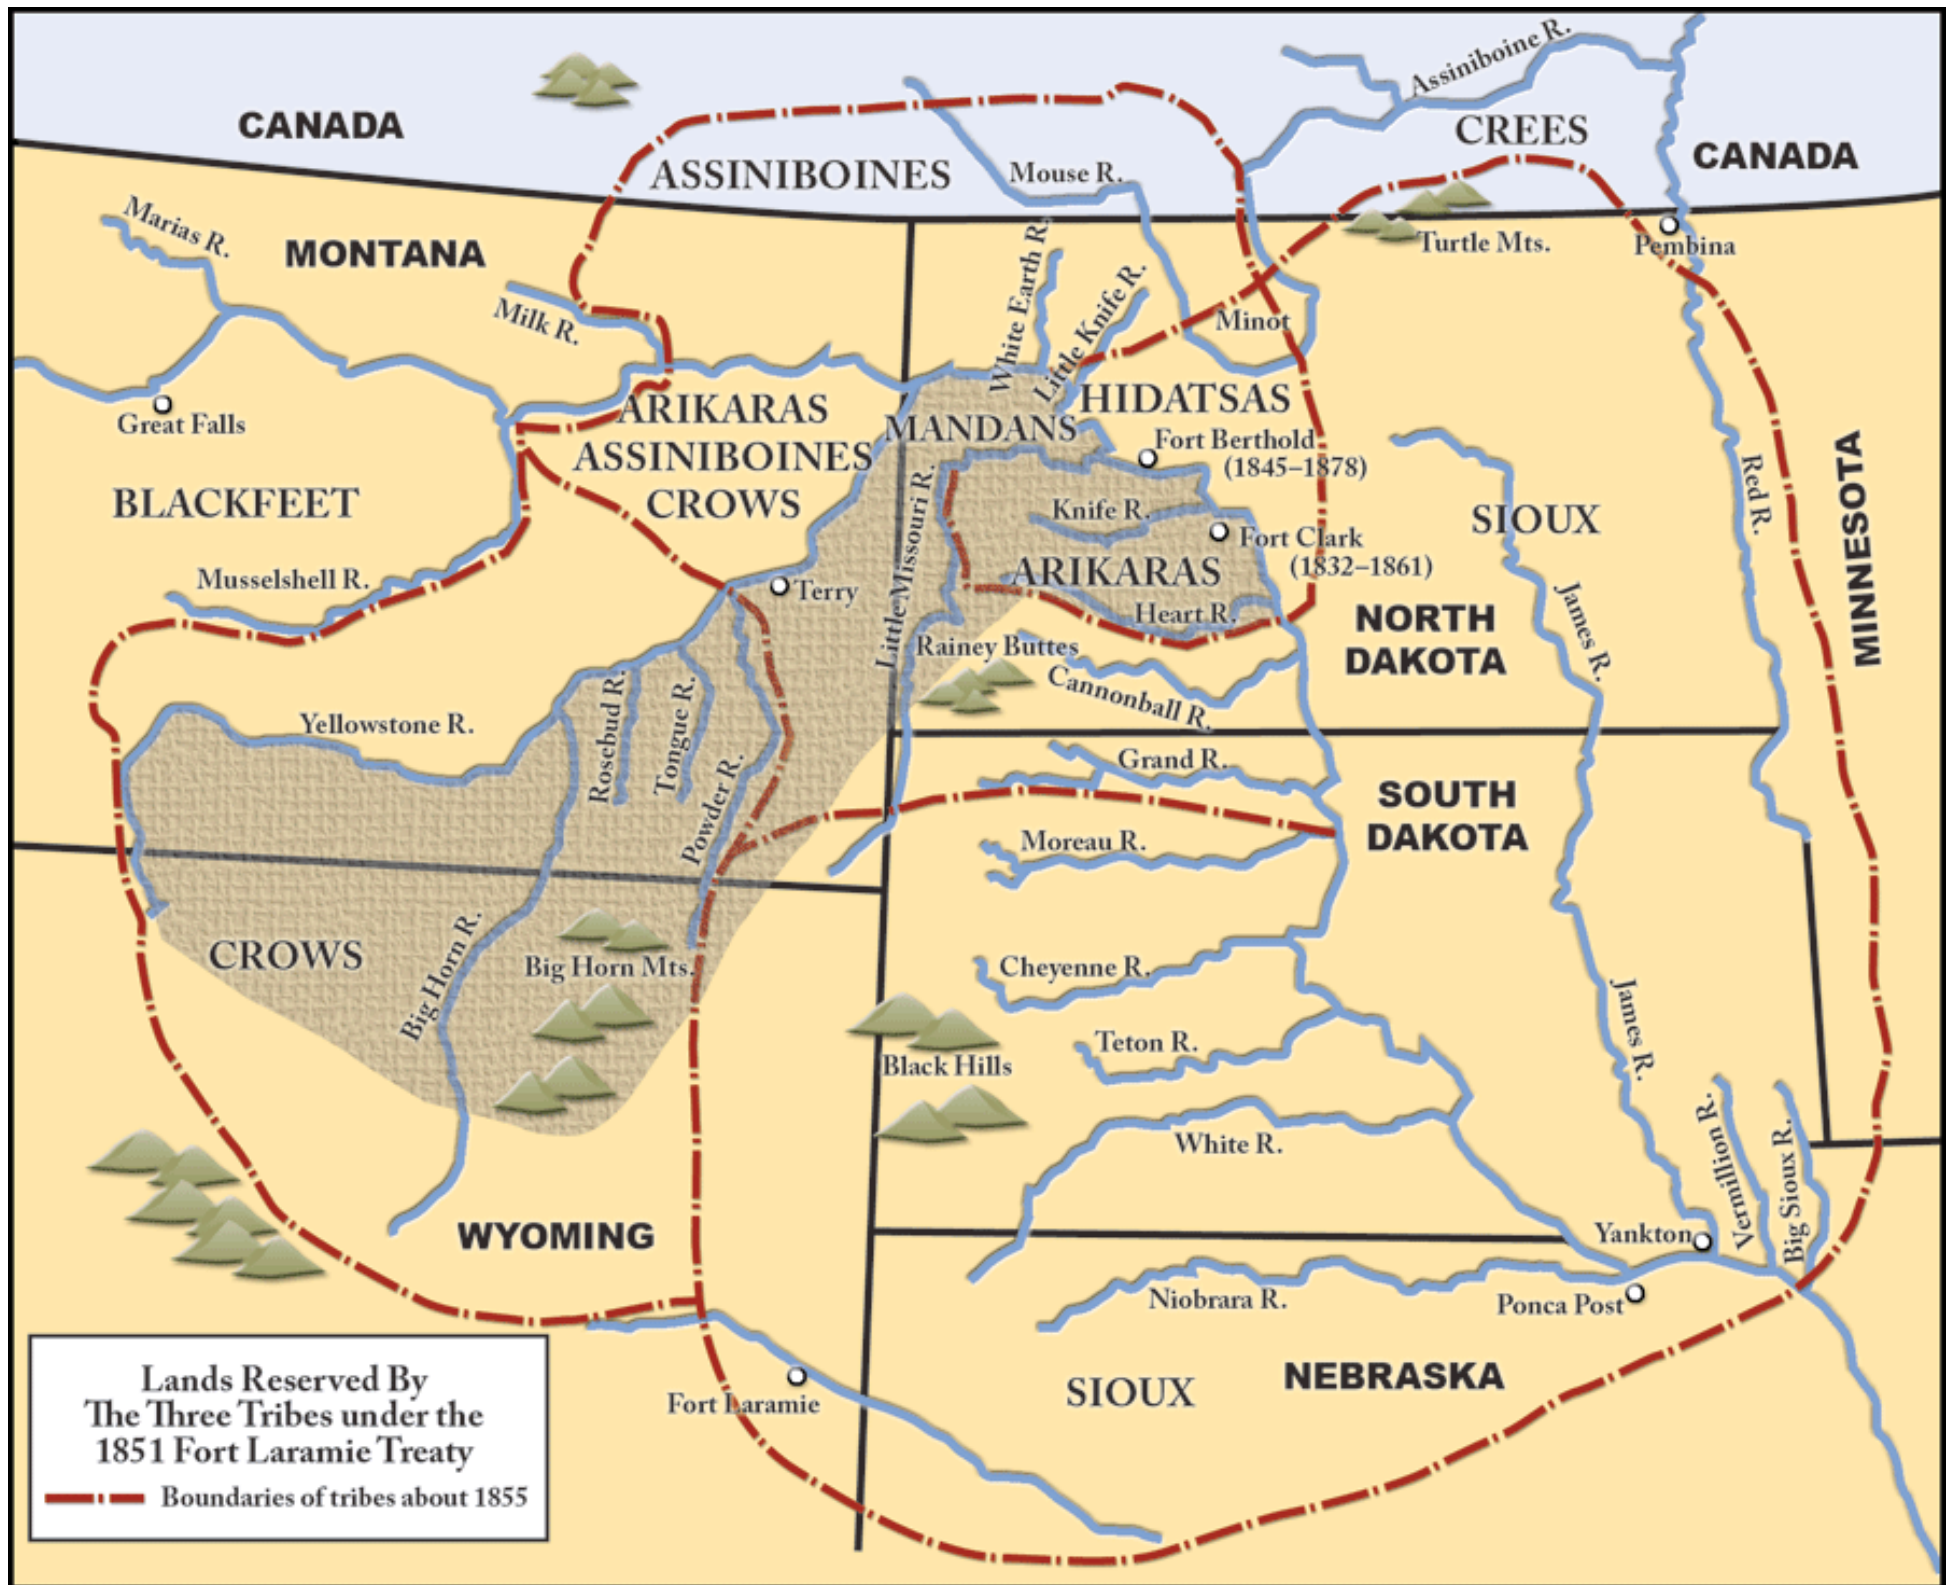 Assiniboine R.
CANADA
CREES
CANADA
ASSINIBOINES
Mouse R.
Marias R.
MONTANA
White Earth R.
Turtle Mts.
Pembina
Milk R.
Little Knife R.
Minot
Great Falls
ARIKARAS
ASSINIBOINES
CROWS
HIDATSAS
MANDANS
Fort Berthold
(1845–1878)
BLACKFEET
Red R.
MINNESOTA
Knife R.
SIOUX
Fort Clark
(1832–1861)
Little Missouri R.
ARIKARAS
Musselshell R.
Terry
Heart R.
James R.
NORTH
DAKOTA
Rainey Buttes
Cannonball R.
Yellowstone R.
Rosebud R.
Tongue R.
Powder R.
Grand R.
SOUTH
DAKOTA
Moreau R.
CROWS
Big Horn R.
Big Horn Mts.
Cheyenne R.
James R.
Teton R.
Black Hills
White R.
Vermillion R.
Big Sioux R.
WYOMING
Yankton
Niobrara R.
Ponca Post
SIOUX
NEBRASKA
Fort Laramie
Lands Reserved By
The Three Tribes under the
1851 Fort Laramie Treaty
Boundaries of tribes about 1855